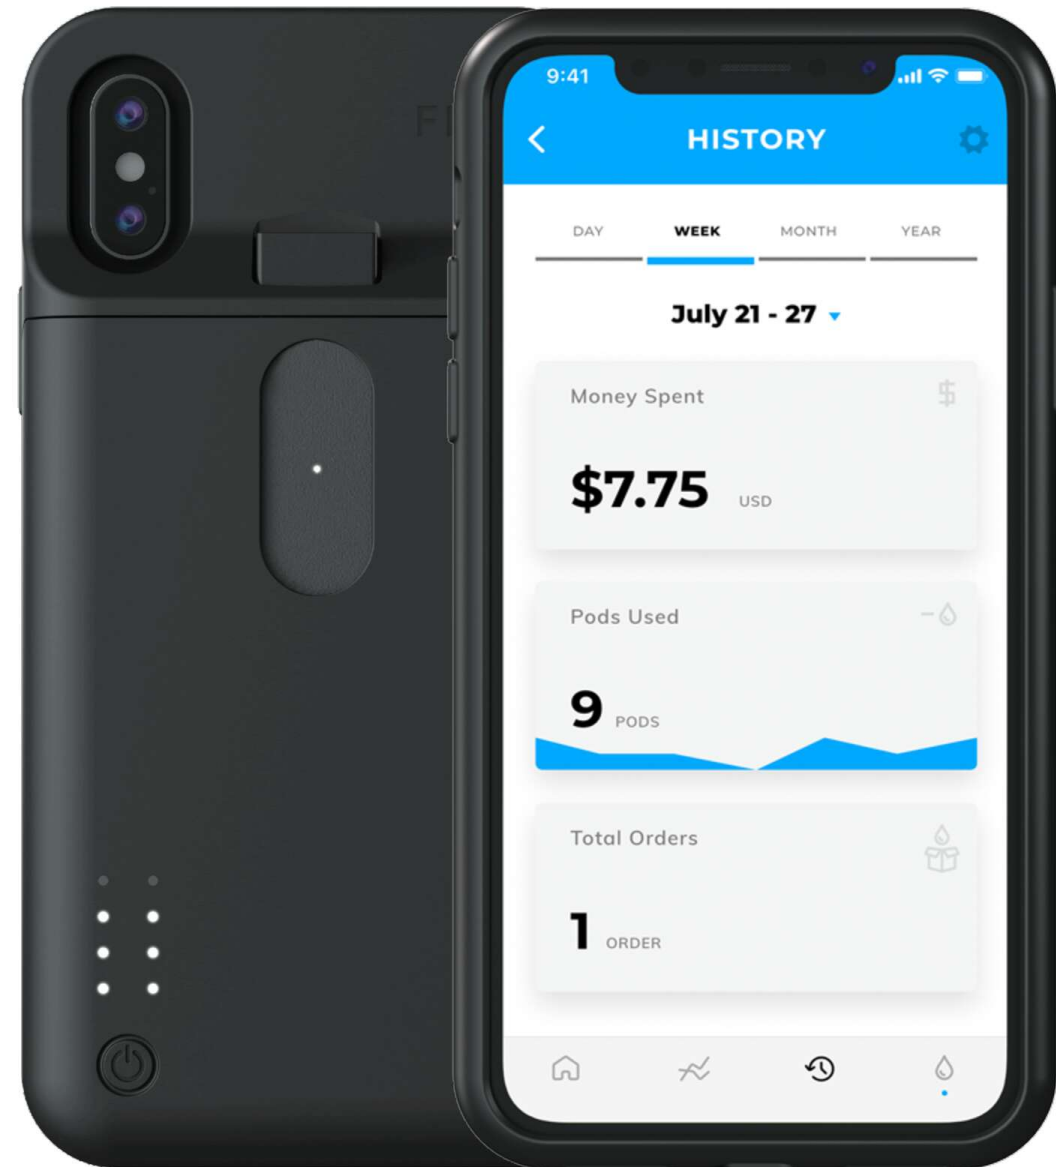 9:41
HISTORY
DAY WEEK MONTH YEAR
July 21 - 27
Money Spent
$7.75 USD
Pods Used
9 PODS
Total Orders
1 ORDER